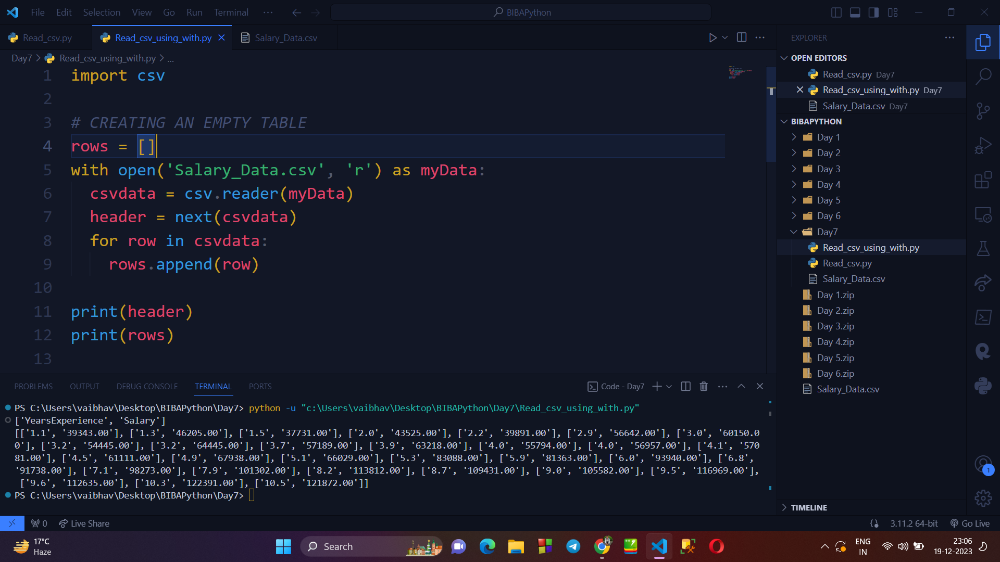 File Edit Selection View Go Run Terminal ··· BIBAPython
Read_csv.py Read_csv_using_with.py Salary_Data.csv
Day7 > Read_csv_using_with.py > ...
1 import csv
2
3 # CREATING AN EMPTY TABLE
4 rows = []
5 with open('Salary_Data.csv', 'r') as myData:
6 csvdata = csv.reader(myData)
7 header = next(csvdata)
8 for row in csvdata:
9 rows.append(row)
10
11 print(header)
12 print(rows)
13
PROBLEMS OUTPUT DEBUG CONSOLE TERMINAL PORTS Code - Day7
PS C:\Users\vaibhav\Desktop\BIBAPython\Day7> python -u "c:\Users\vaibhav\Desktop\BIBAPython\Day7\Read_csv_using_with.py"
['YearsExperience', 'Salary']
[['1.1', '39343.00'], ['1.3', '46205.00'], ['1.5', '37731.00'], ['2.0', '43525.00'], ['2.2', '39891.00'], ['2.9', '56642.00'], ['3.0', '60150.0
0'], ['3.2', '54445.00'], ['3.2', '64445.00'], ['3.7', '57189.00'], ['3.9', '63218.00'], ['4.0', '55794.00'], ['4.0', '56957.00'], ['4.1', '570
81.00'], ['4.5', '61111.00'], ['4.9', '67938.00'], ['5.1', '66029.00'], ['5.3', '83088.00'], ['5.9', '81363.00'], ['6.0', '93940.00'], ['6.8',
'91738.00'], ['7.1', '98273.00'], ['7.9', '101302.00'], ['8.2', '113812.00'], ['8.7', '109431.00'], ['9.0', '105582.00'], ['9.5', '116969.00'],
['9.6', '112635.00'], ['10.3', '122391.00'], ['10.5', '121872.00']]
PS C:\Users\vaibhav\Desktop\BIBAPython\Day7>
EXPLORER
OPEN EDITORS
Read_csv.py Day7
Read_csv_using_with.py Day7
Salary_Data.csv Day7
BIBAPYTHON
Day 1
Day 2
Day 3
Day 4
Day 5
Day 6
Day7
Read_csv_using_with.py
Read_csv.py
Salary_Data.csv
Day 1.zip
Day 2.zip
Day 3.zip
Day 4.zip
Day 5.zip
Day 6.zip
Salary_Data.csv
TIMELINE
1
0 Live Share 3.11.2 64-bit Go Live
17°C
Haze
Search
ENG
IN
23:06
19-12-2023